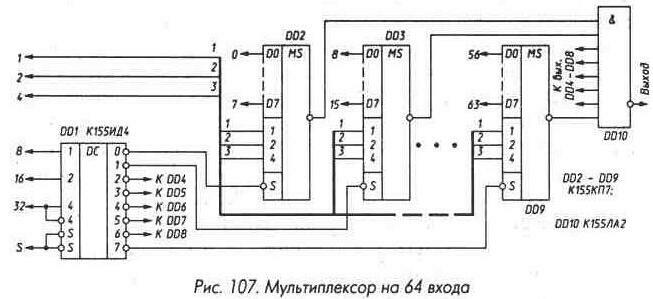 1
2
4
1
2
3
DD1 К155ИД4
DC
8
16
32
S
1
2
4
4
S
S
0
1
2 К DD4
3 К DD5
4 К DD6
5 К DD7
6 К DD8
7
DD2
0 D0 MS
7 D7
1 1
2 2
3 4
S
DD3
8 D0 MS
15 D7
1 1
2 2
3 4
S
56 D0 MS
63 D7
1 1
2 2
3 4
S
DD9
&
К вых.
DD4-DD8
Выход
DD10
DD2 - DD9
К155КП7;
DD10 К155ЛА2
Рис. 107. Мультиплексор на 64 входа